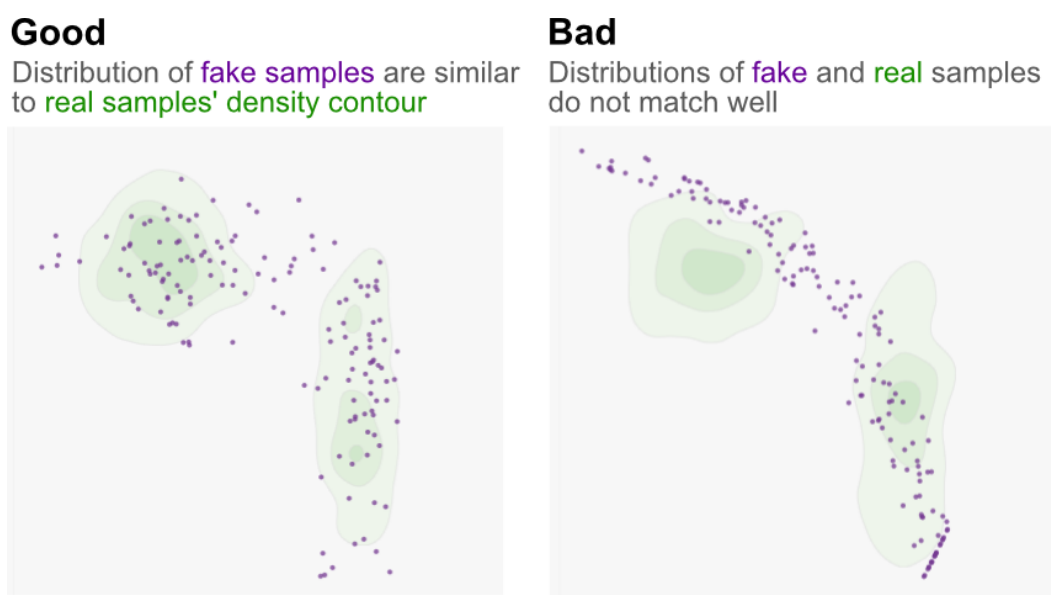 Good
Distribution of fake samples are similar
to real samples' density contour
Bad
Distributions of fake and real samples
do not match well